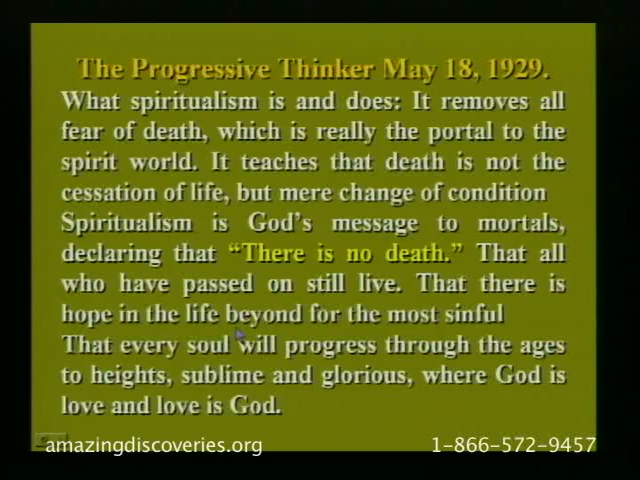 The Progressive Thinker May 18, 1929.
What spiritualism is and does: It removes all
fear of death, which is really the portal to the
spirit world. It teaches that death is not the
cessation of life, but mere change of condition
Spiritualism is God's message to mortals,
declaring that "There is no death." That all
who have passed on still live. That there is
hope in the life beyond for the most sinful
That every soul will progress through the ages
to heights, sublime and glorious, where God is
love and love is God.
amazingdiscoveries.org 1-866-572-9457